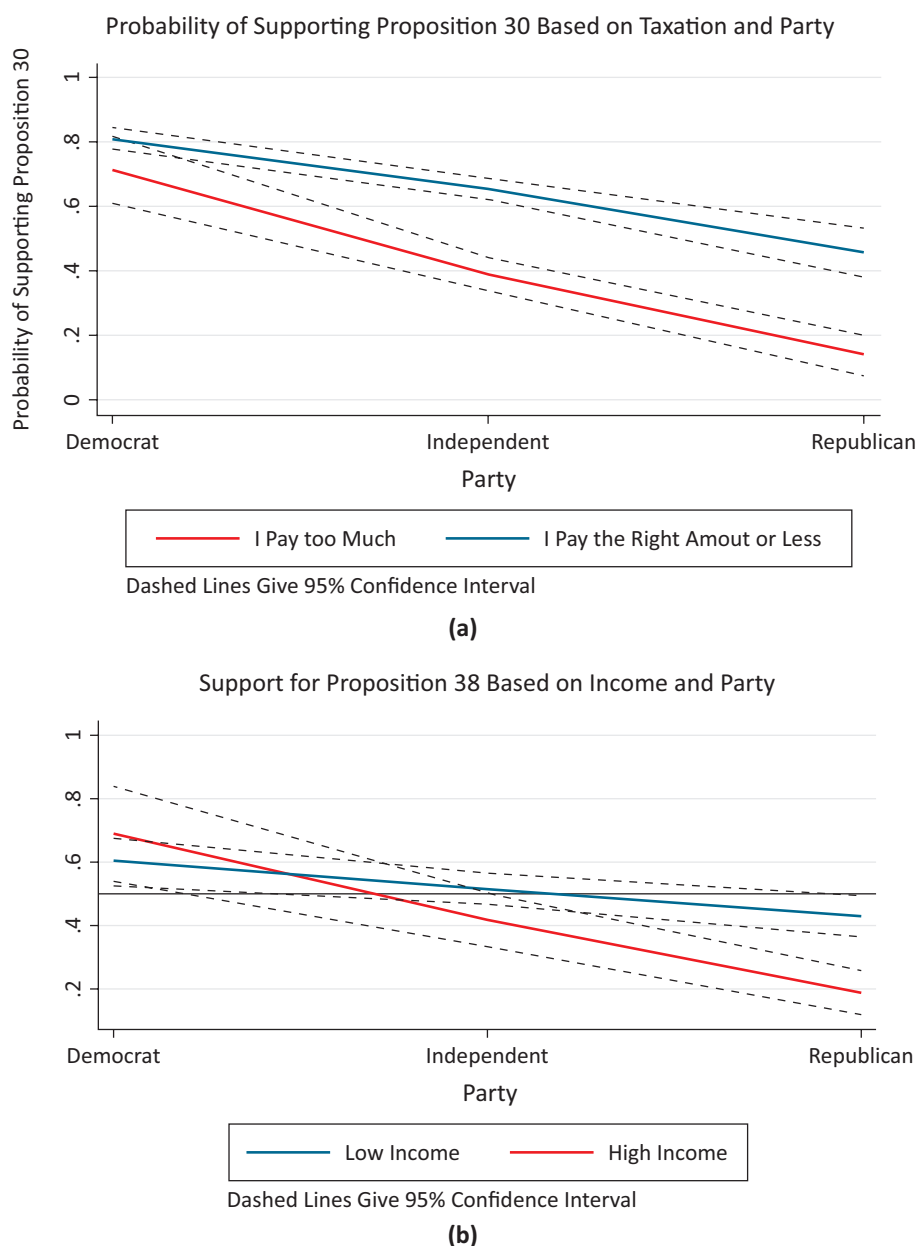 Probability of Supporting Proposition 30 Based on Taxation and Party
Probability of Supporting Proposition 30
1
.8
.6
.4
.2
0
Democrat Independent Republican
Party
I Pay too Much I Pay the Right Amout or Less
Dashed Lines Give 95% Confidence Interval
(a)
Support for Proposition 38 Based on Income and Party
1
.8
.6
.4
.2
Democrat Independent Republican
Party
Low Income High Income
Dashed Lines Give 95% Confidence Interval
(b)